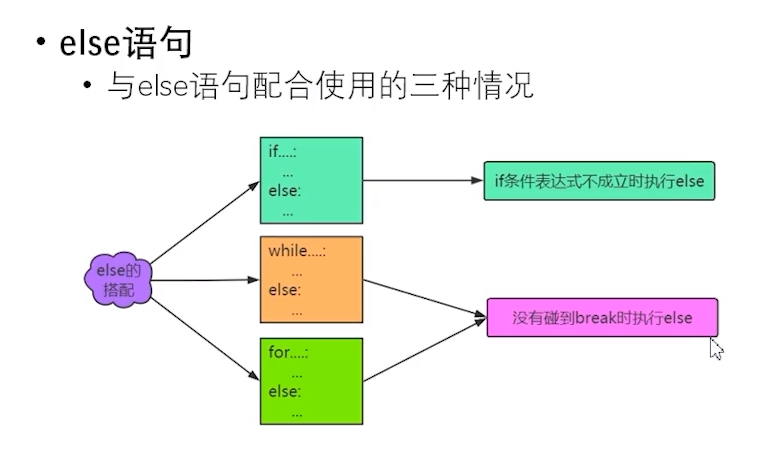 • else语句
• 与else语句配合使用的三种情况
if....:
...
else:
...
if条件表达式不成立时执行else
else的
搭配
while....:
...
else:
...
没有碰到break时执行else
for....:
...
else:
...